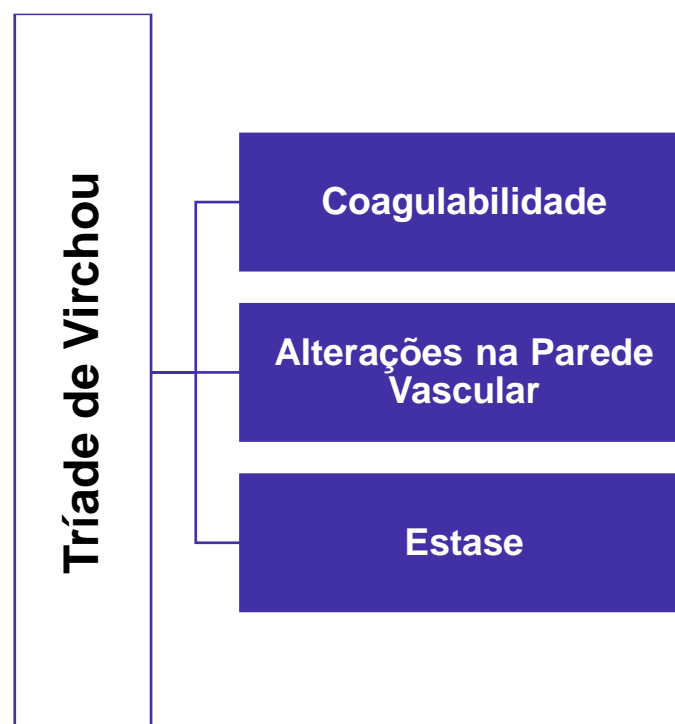 Tríade de Virchou
Coagulabilidade
Alterações na Parede
Vascular
Estase